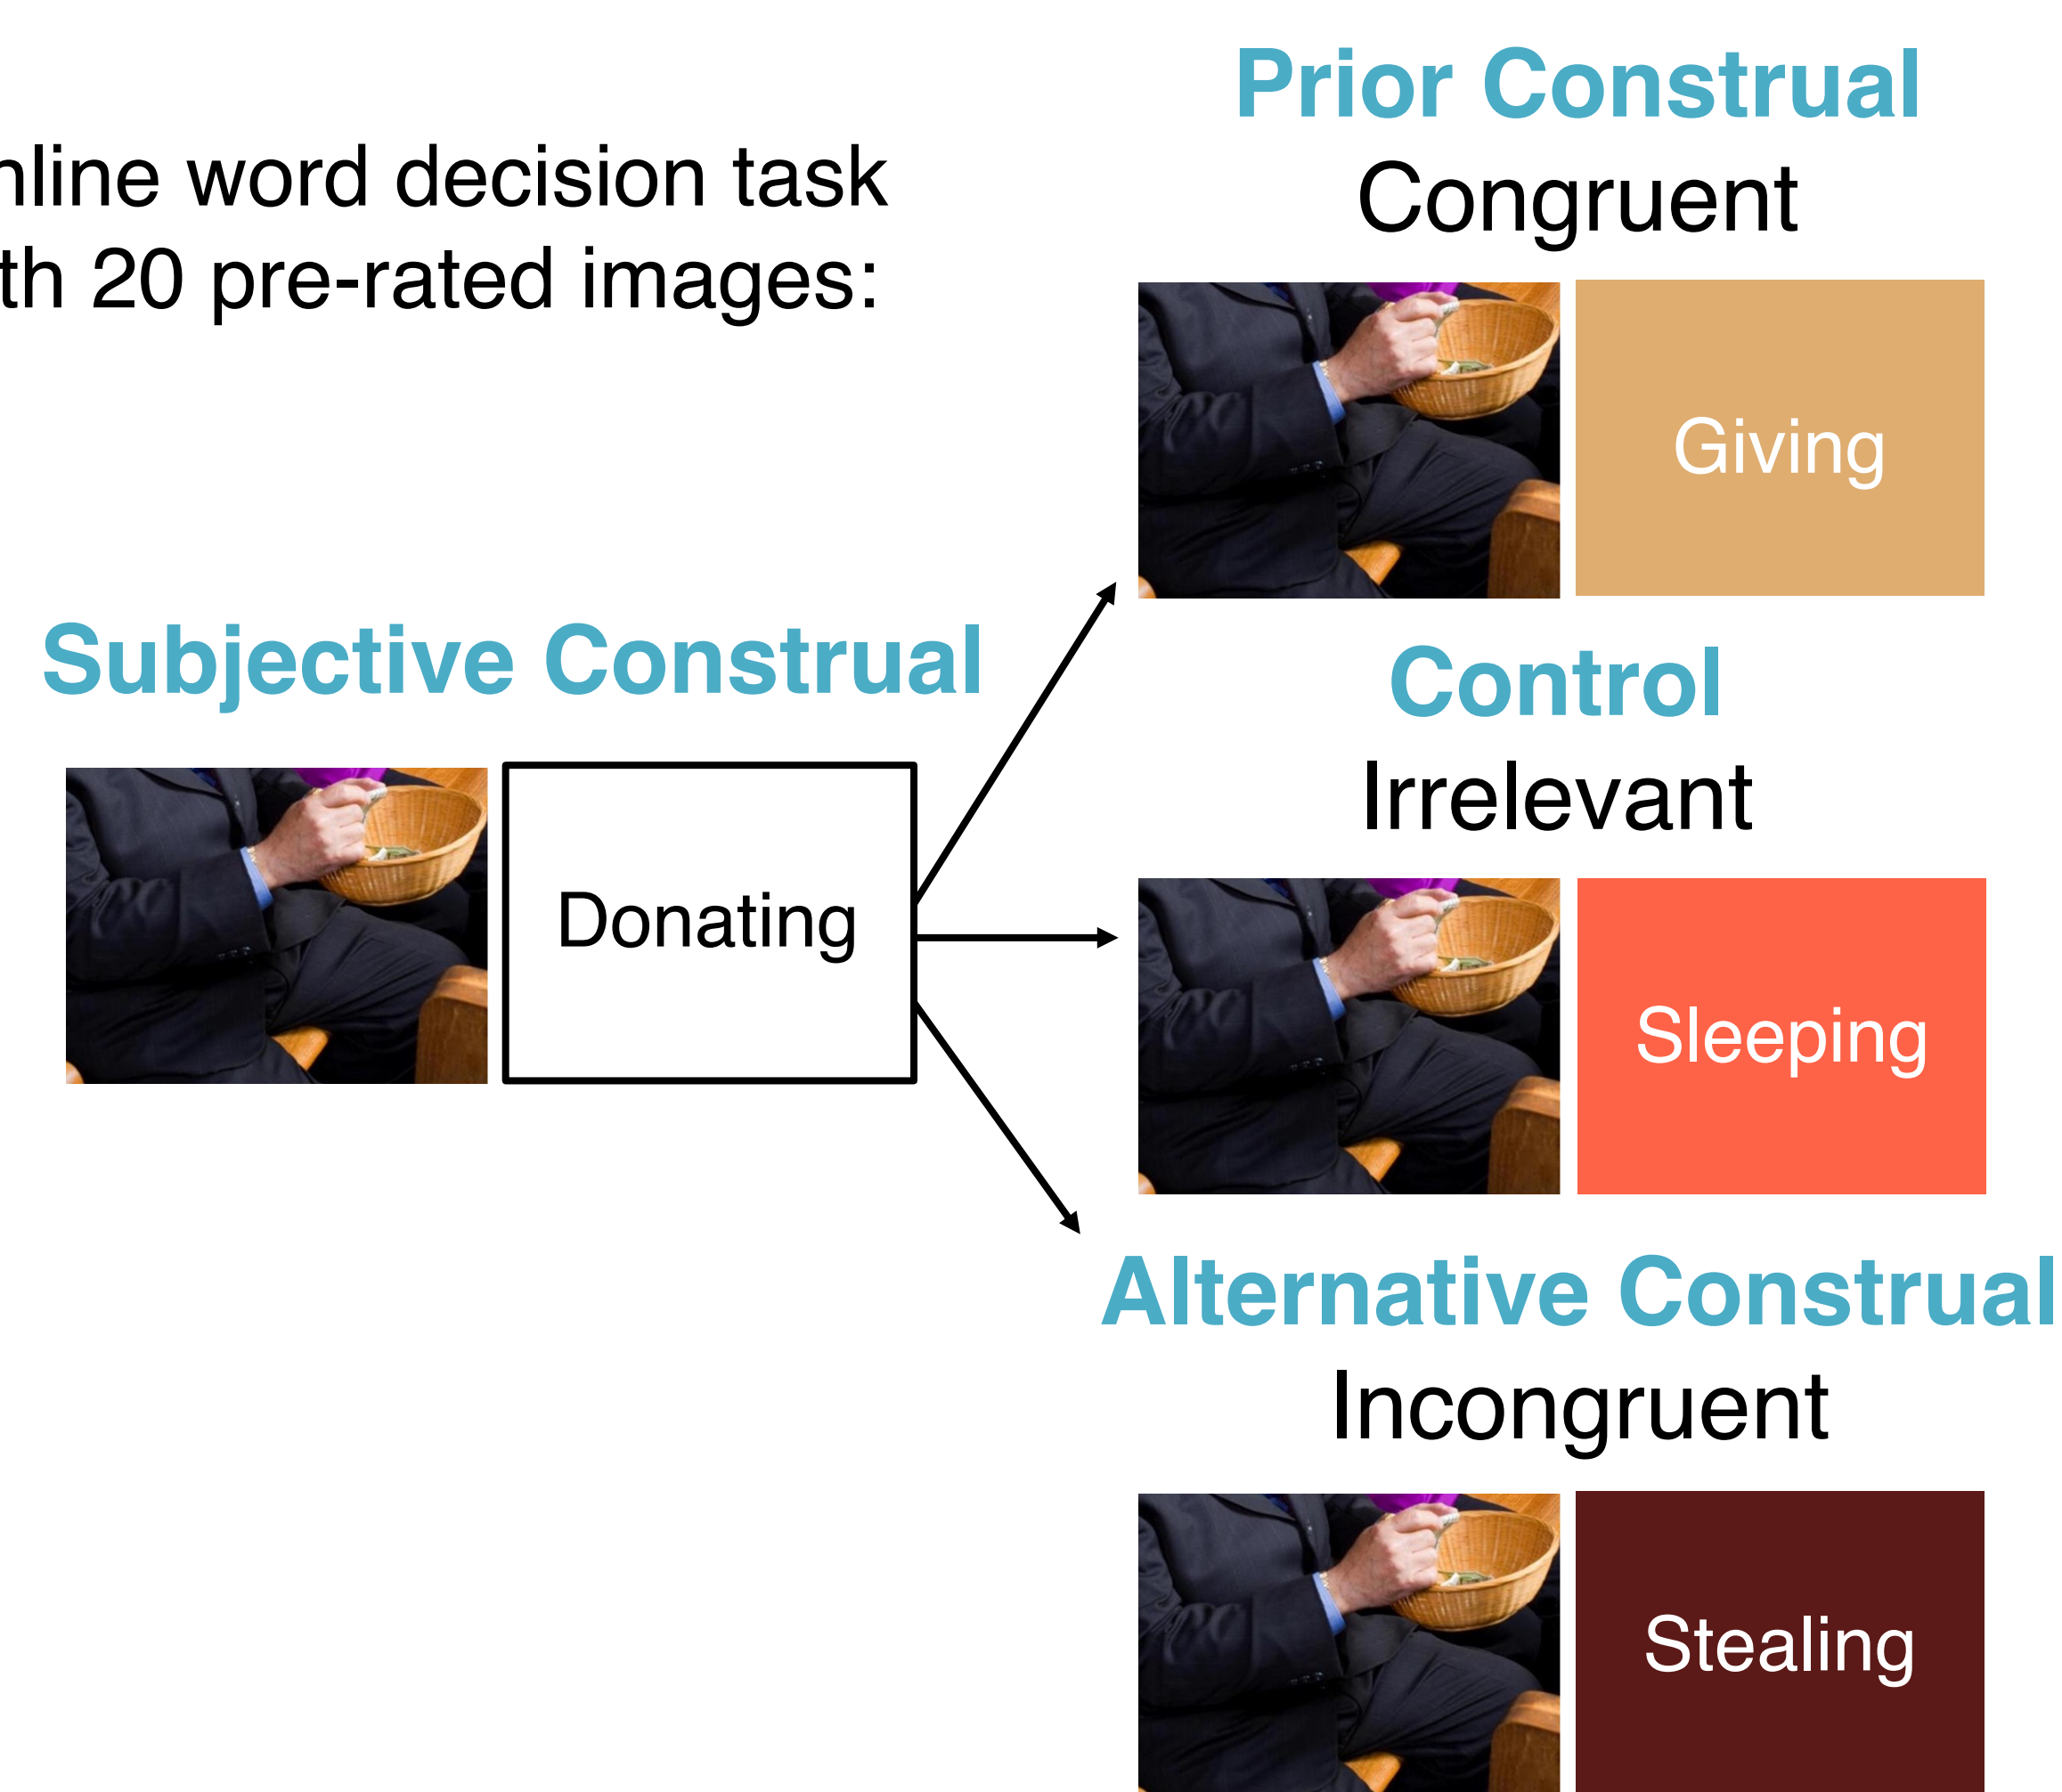 nline word decision task
th 20 pre-rated images:
Subjective Construal
Donating
Prior Construal
Congruent
Giving
Control
Irrelevant
Sleeping
Alternative Construal
Incongruent
Stealing